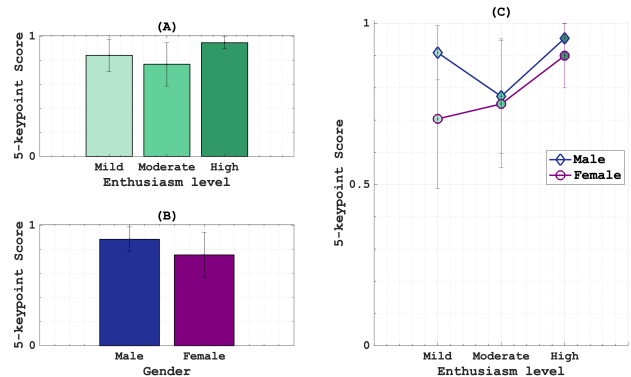 (A)
1
0
5-keypoint Score
Mild Moderate High
Enthusiasm level
(B)
1
0
5-keypoint Score
Male Female
Gender
(C)
1
0.5
0
5-keypoint Score
Male
Female
Mild Moderate High
Enthusiasm level